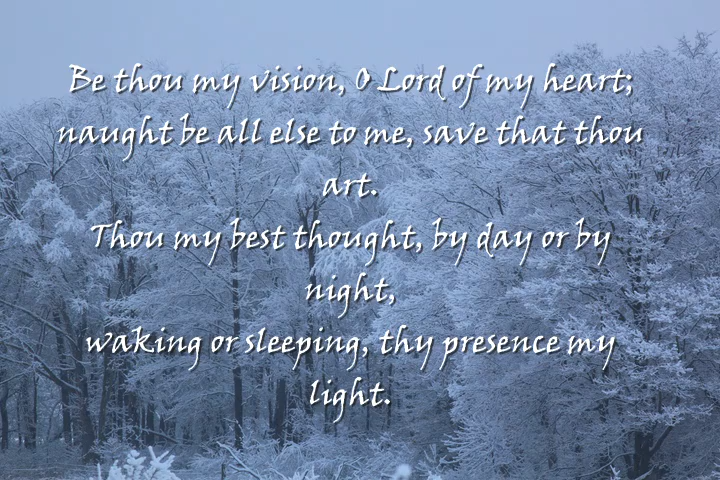 Be thou my vision, O Lord of my heart;
naught be all else to me, save that thou
art.
Thou my best thought, by day or by
night,
waking or sleeping, thy presence my
light.